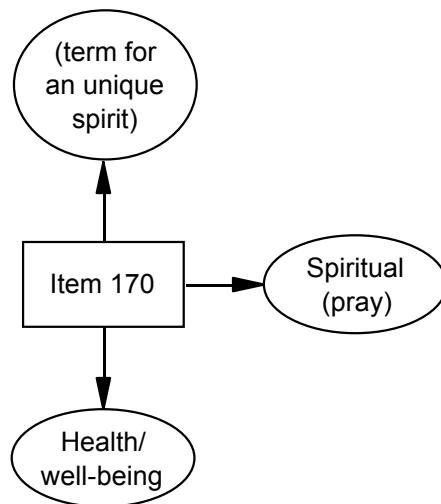 (term for
an unique
spirit)
Item 170
Spiritual
(pray)
Health/
well-being